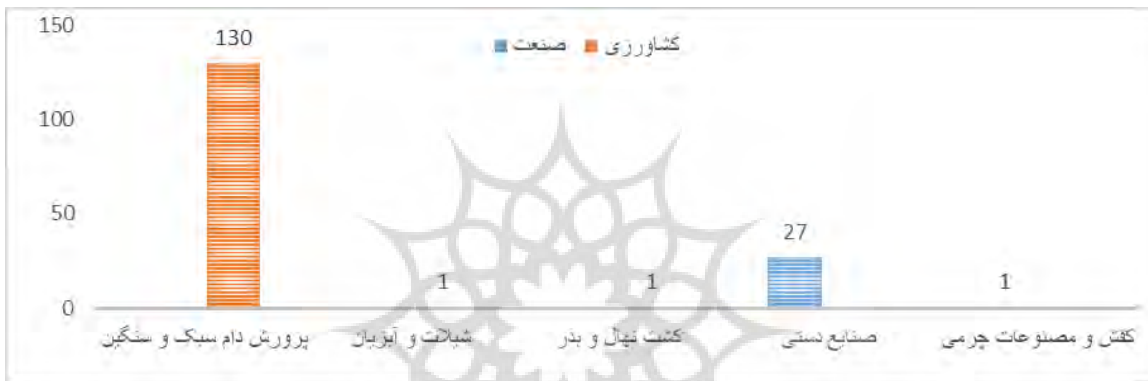 150
130
صنعت کشاورزی
100
50
27
1
1
1
0
پرورش دام سبک و سنگین
شیلات و آبزیان
کشت نهال و بذر
صنایع دستی
کفش و مصنوعات چرمی